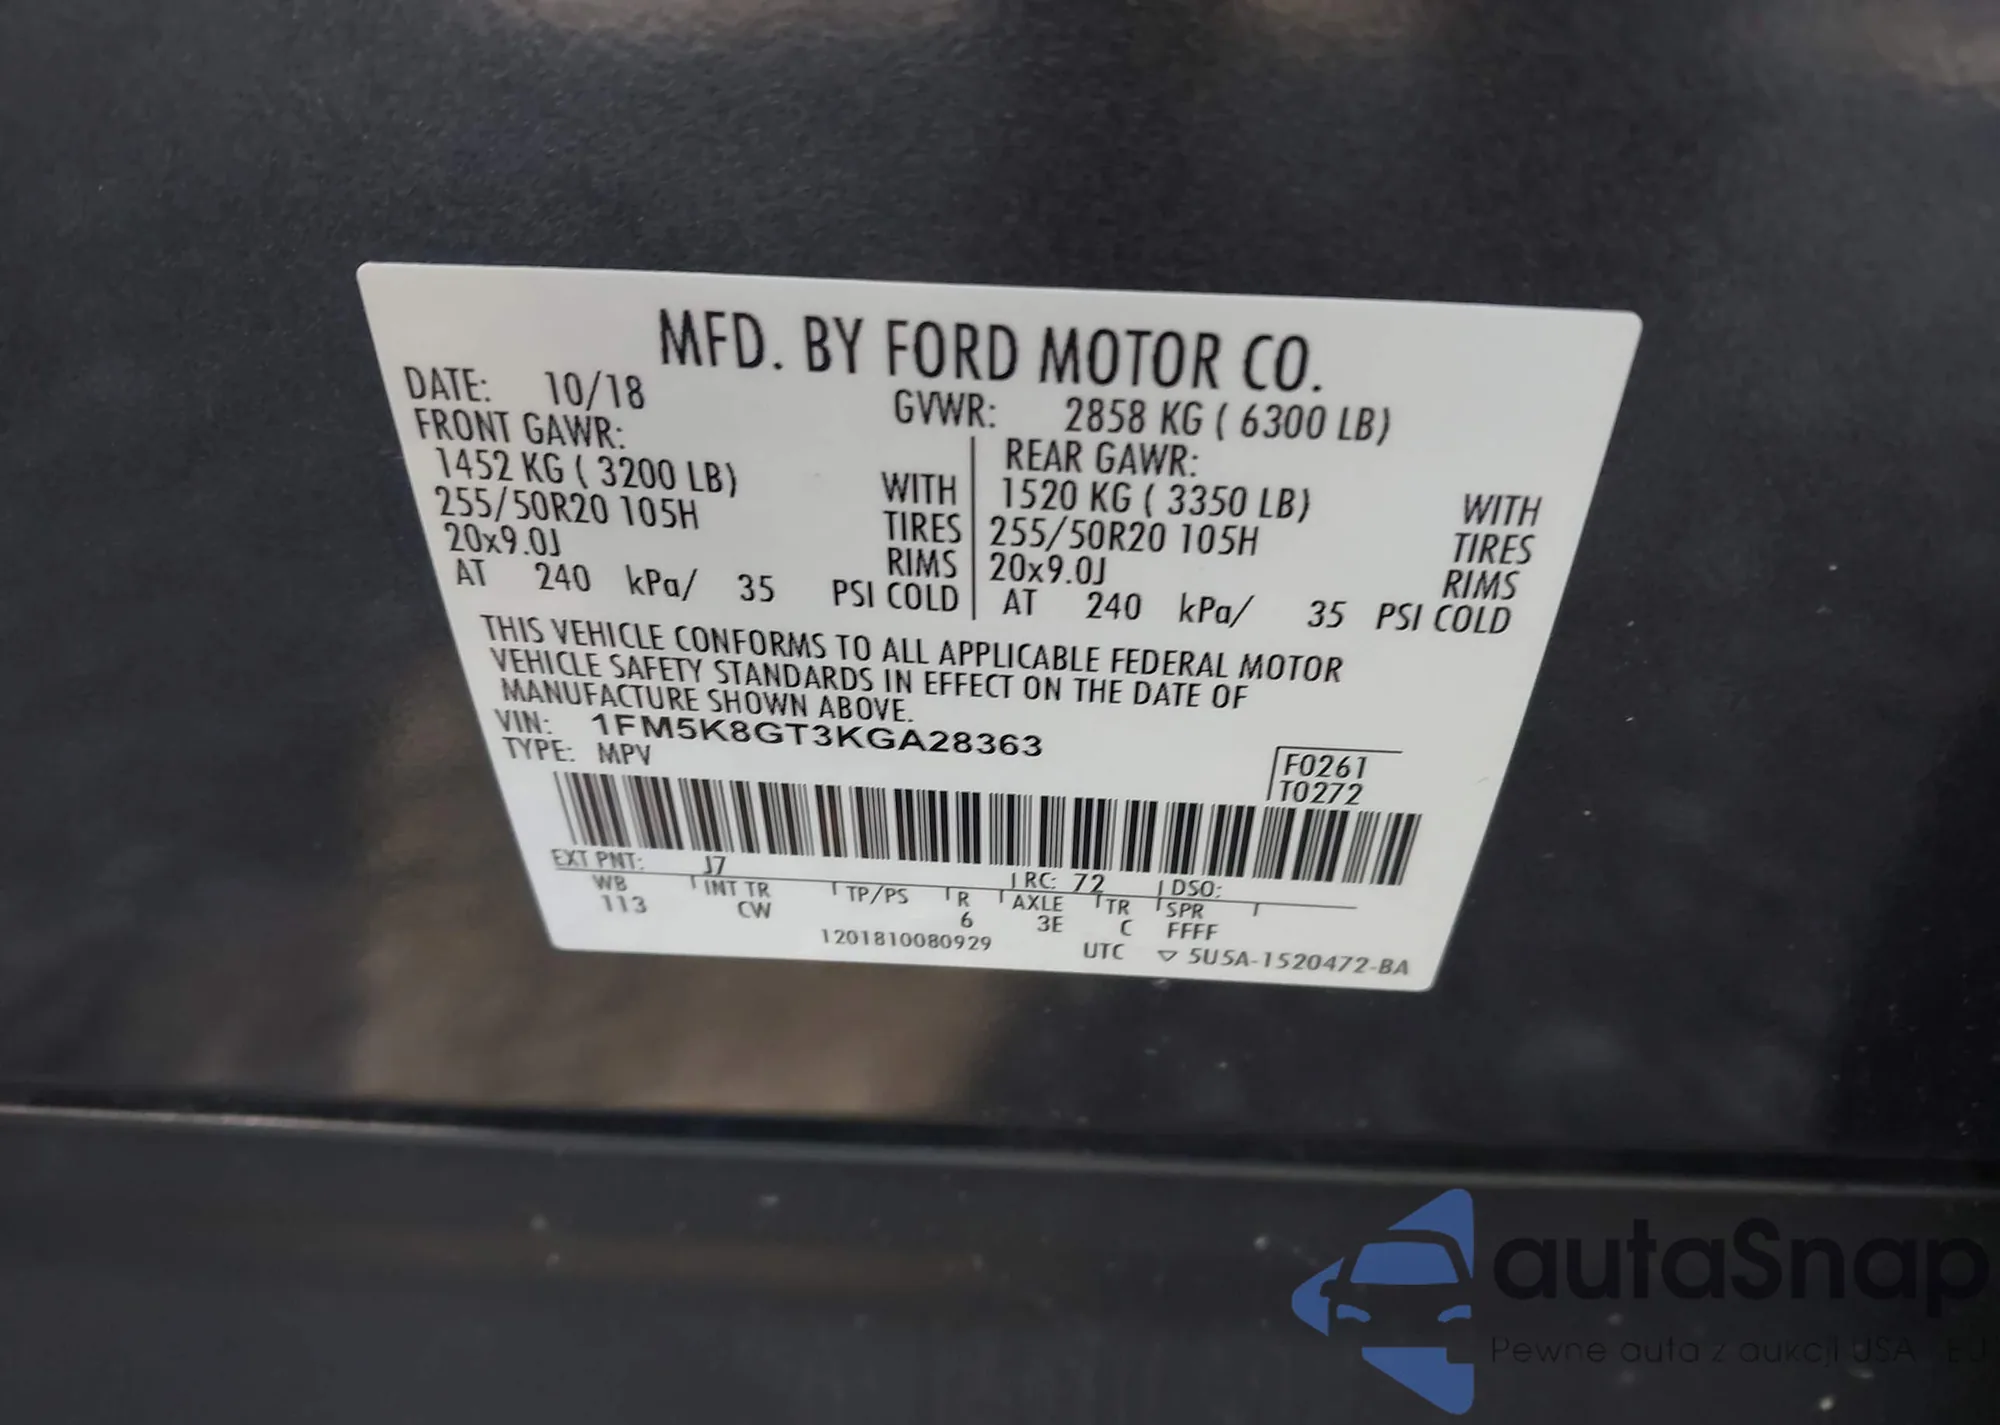 MFD. BY FORD MOTOR CO.
DATE: 10/18 GVWR: 2858 KG ( 6300 LB)
FRONT GAWR: REAR GAWR:
1452 KG ( 3200 LB) WITH 1520 KG ( 3350 LB) WITH
255/50R20 105H TIRES 255/50R20 105H TIRES
20x9.0J RIMS 20x9.0J RIMS
AT 240 kPa/ 35 PSI COLD AT 240 kPa/ 35 PSI COLD
THIS VEHICLE CONFORMS TO ALL APPLICABLE FEDERAL MOTOR
VEHICLE SAFETY STANDARDS IN EFFECT ON THE DATE OF
MANUFACTURE SHOWN ABOVE.
VIN: 1FM5K8GT3KGA28363
TYPE: MPV
F0261
T0272
EXT PNT: J7 RC: 72 DSO:
WB INT TR TP/PS R AXLE TR SPR
113 CW 6 3E C FFFF
1201810080929 UTC ▽ 5U5A-1520472-BA
autaSnap
Pewne auta z aukcji USA - EU